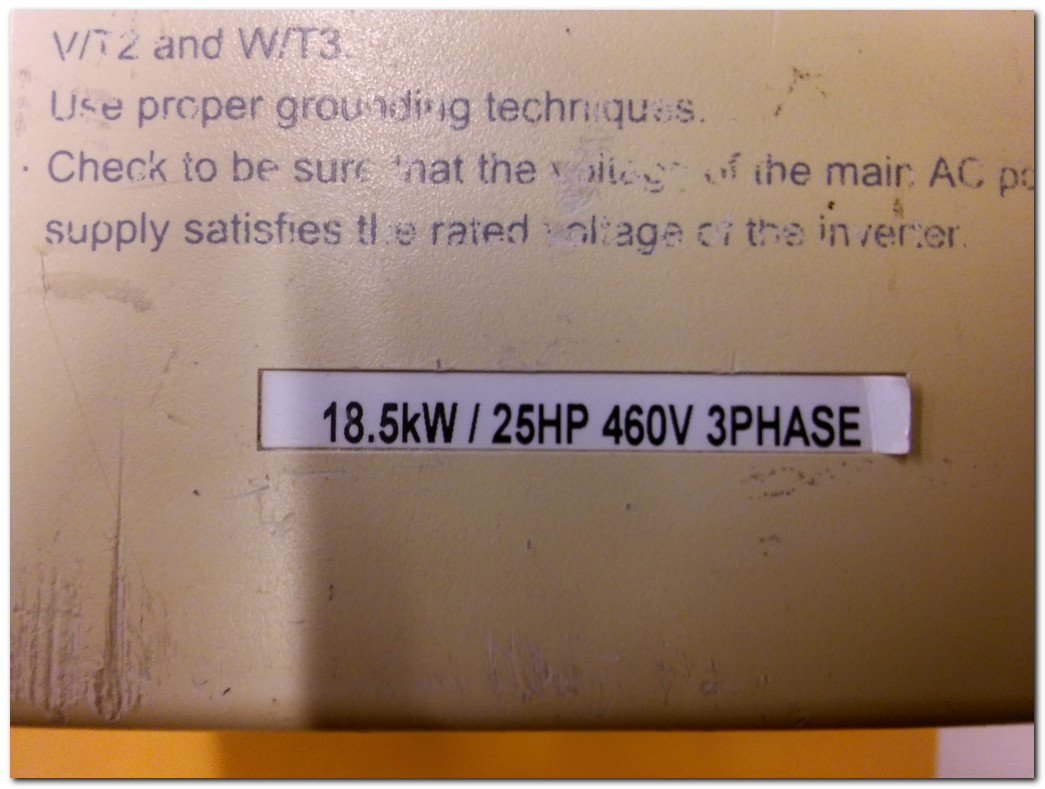 V/T2 and W/T3.
Use proper grounding techniques.
· Check to be sure that the voltage of the main AC
supply satisfies the rated voltage of the inverter.
18.5kW / 25HP 460V 3PHASE